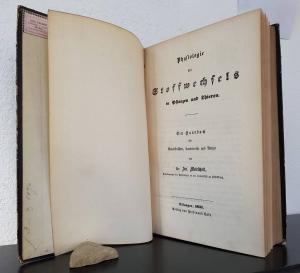 Physiologie
des
Stoffwechsels
in Pflanzen und Thieren.
Ein Handbuch
für
Naturforscher, Landwirthe und Aerzte
von
Dr. Jac. Moleschott,
Erlangen, 1851.
Verlag von Ferdinand Enke.